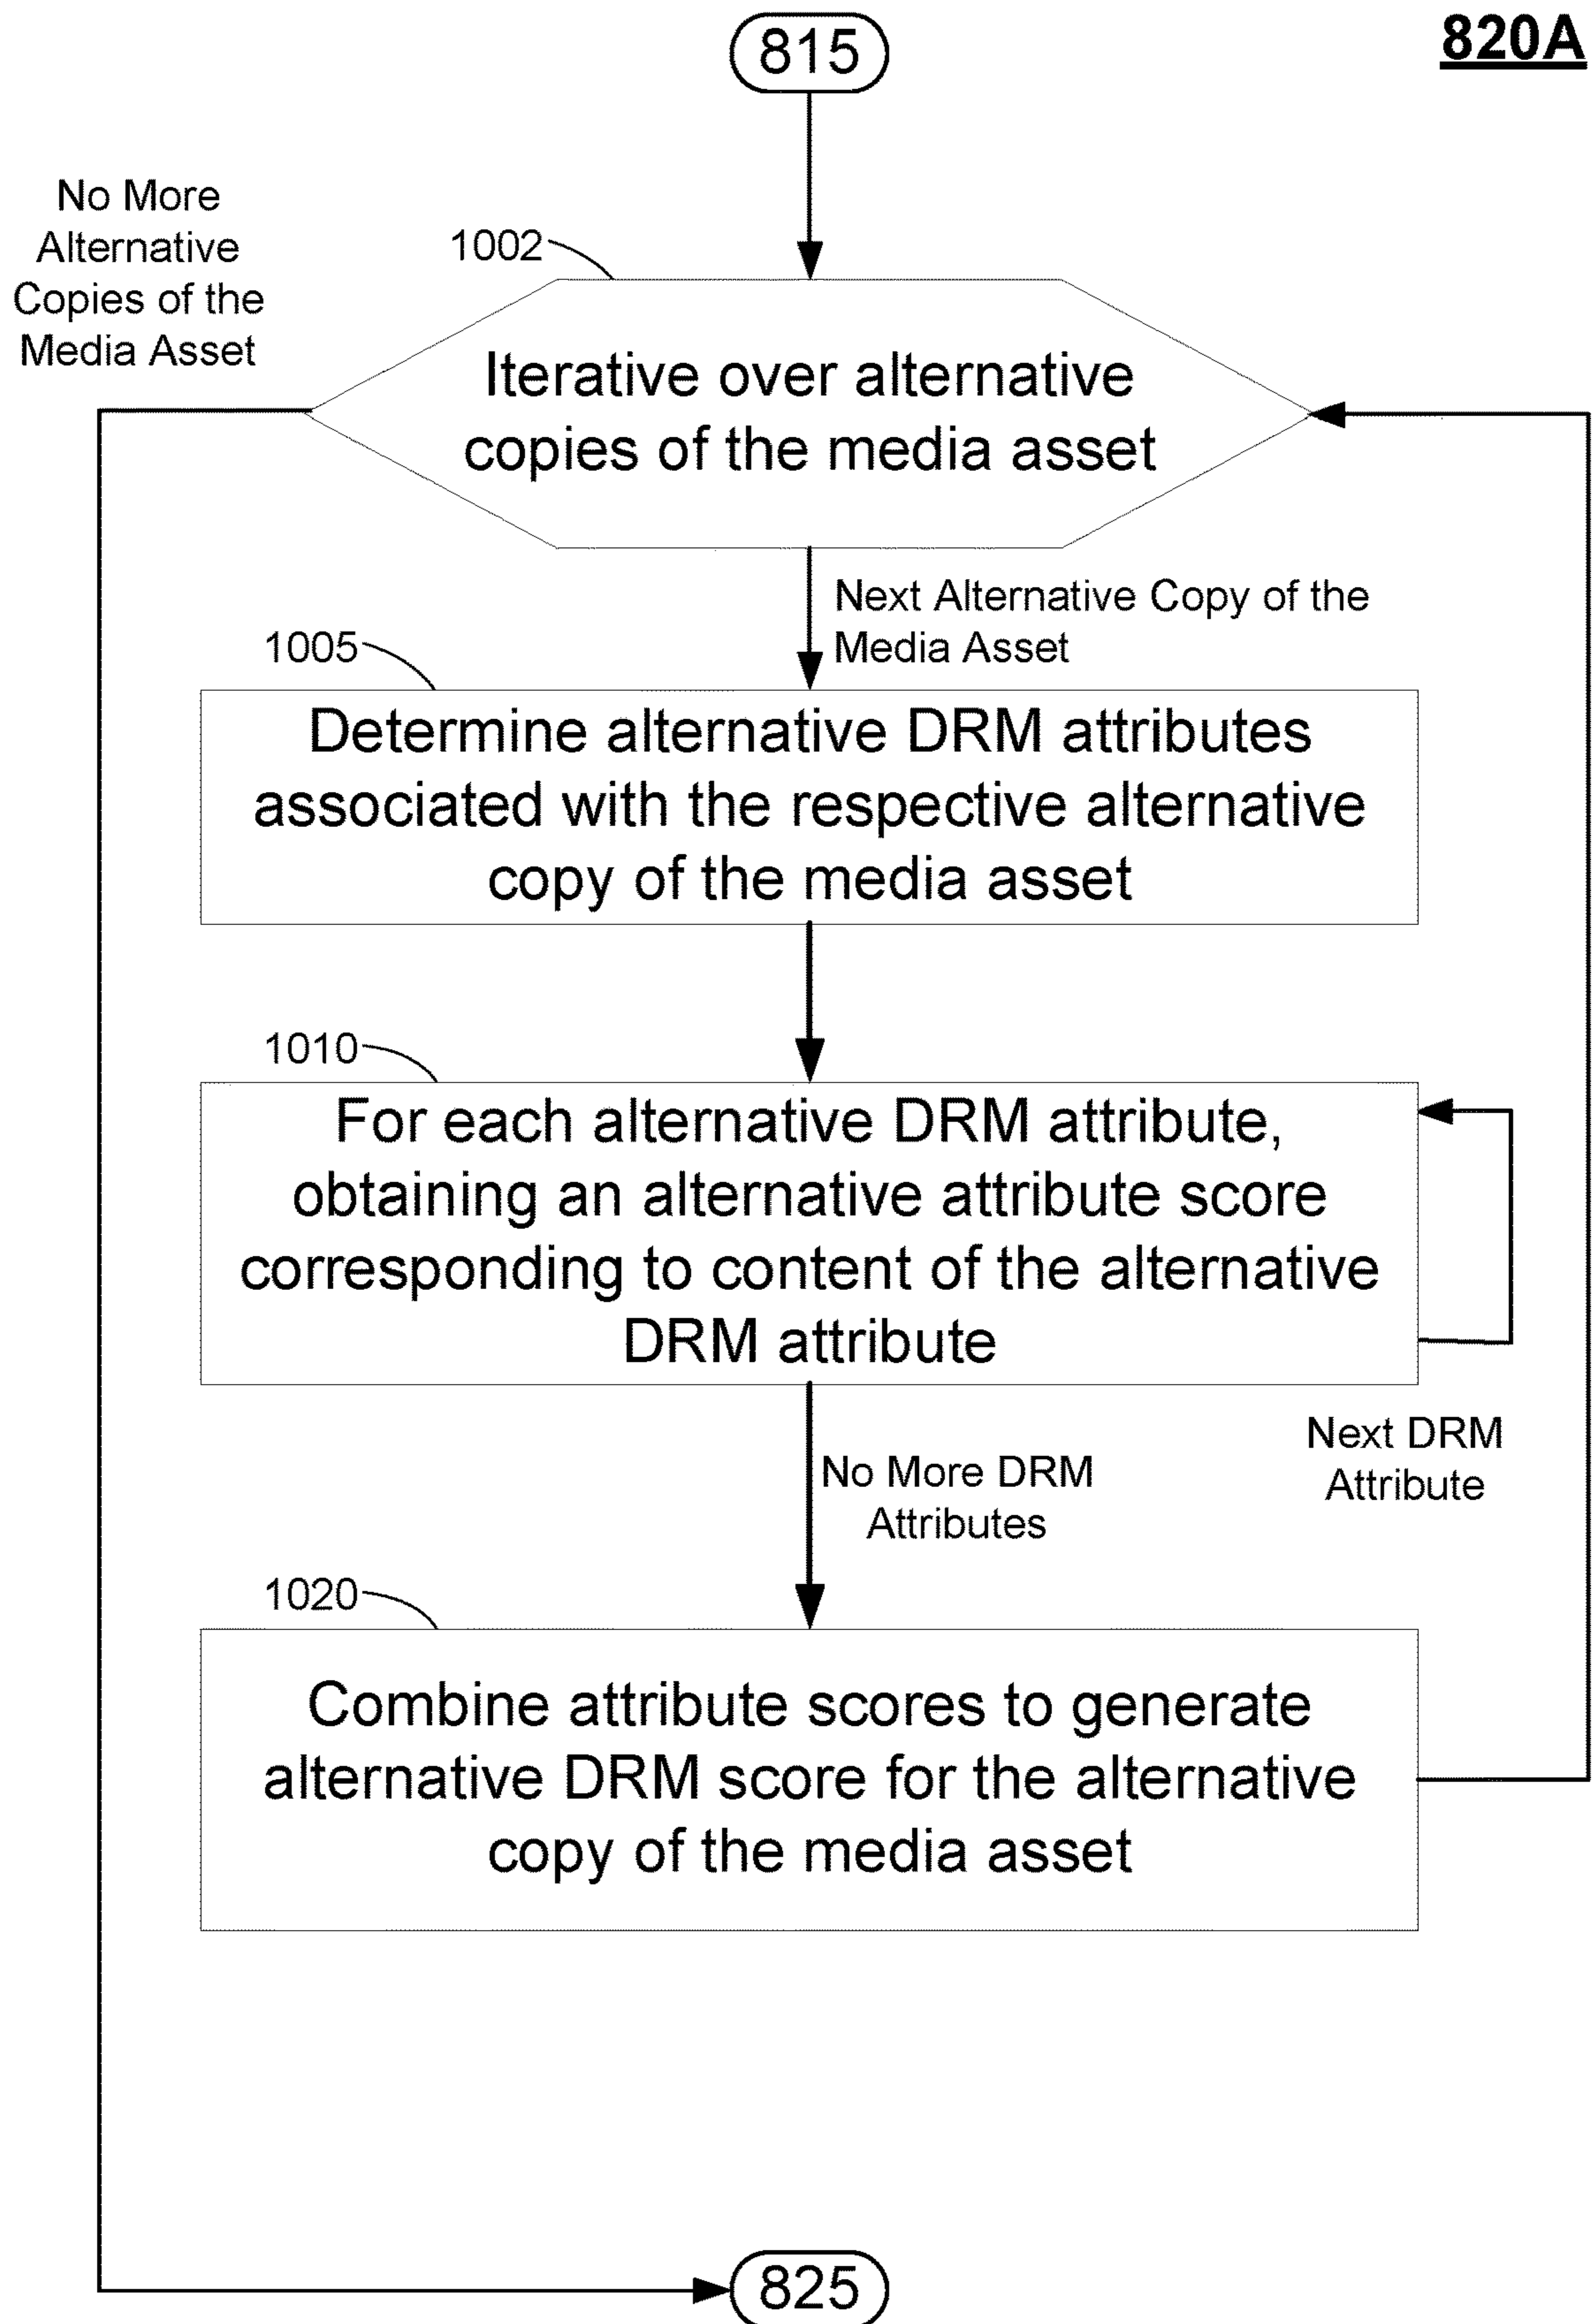 815
820A
No More
Alternative
Copies of the
Media Asset
1002
Iterative over alternative
copies of the media asset
Next Alternative Copy of the
Media Asset
1005
Determine alternative DRM attributes
associated with the respective alternative
copy of the media asset
1010
For each alternative DRM attribute,
obtaining an alternative attribute score
corresponding to content of the alternative
DRM attribute
Next DRM
Attribute
No More DRM
Attributes
1020
Combine attribute scores to generate
alternative DRM score for the alternative
copy of the media asset
825